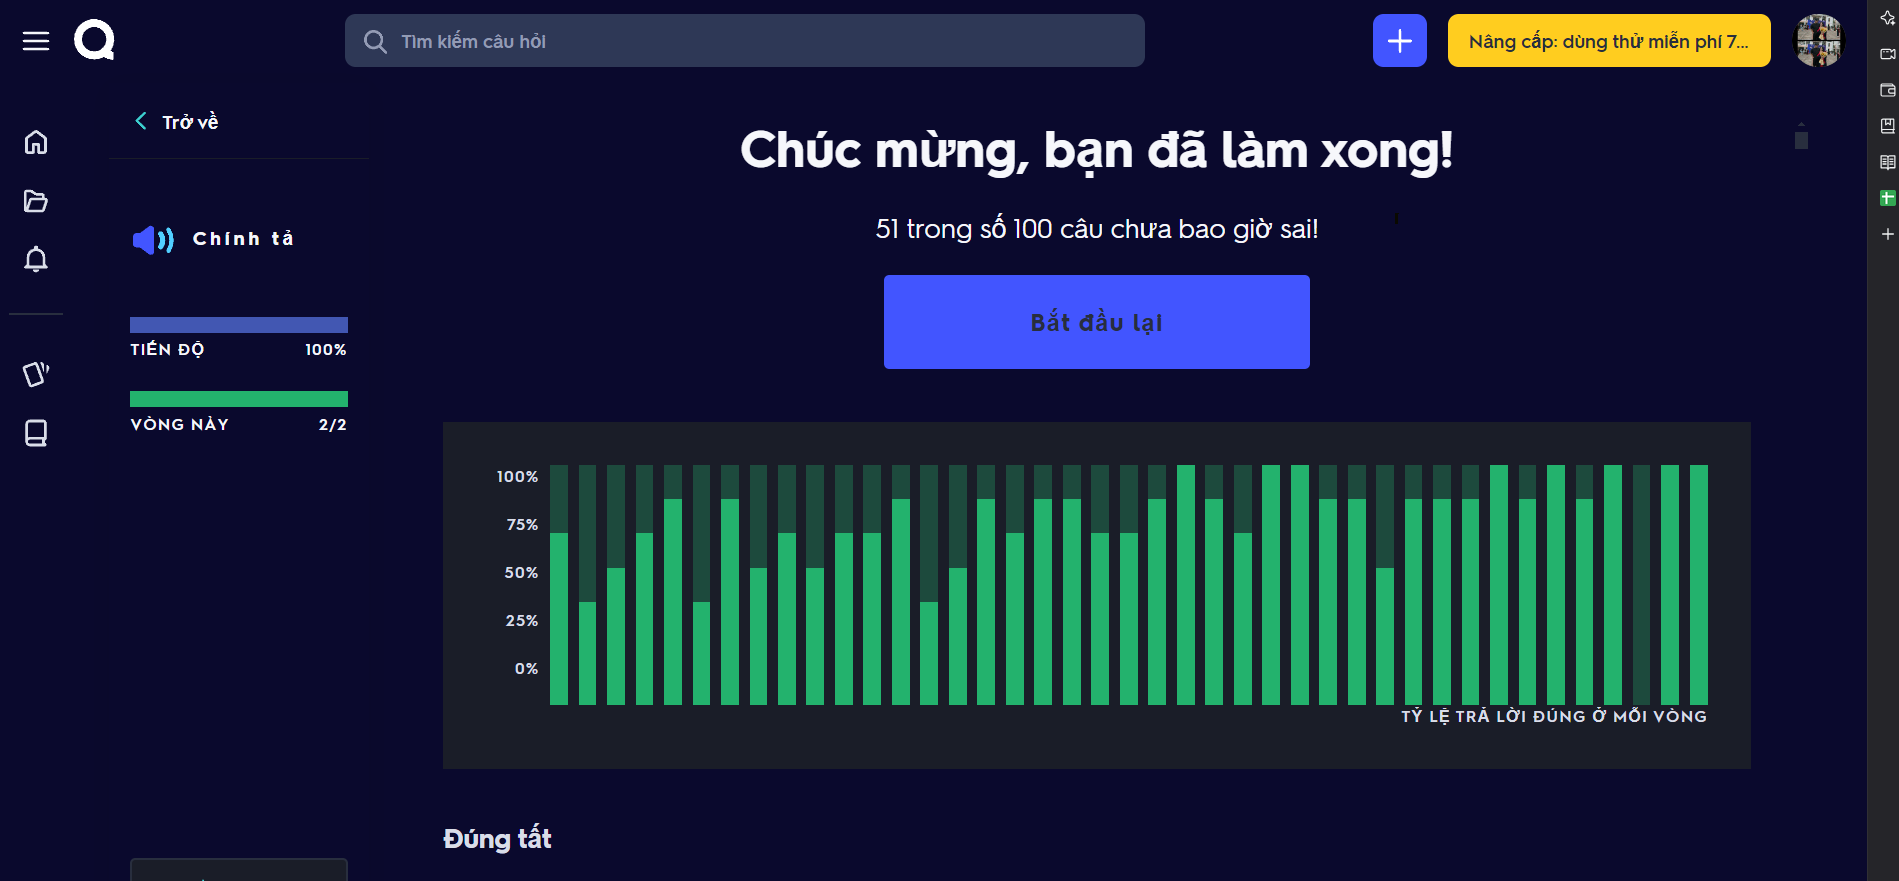 Tìm kiếm câu hỏi
Nâng cấp: dùng thử miễn phí 7...
Trở về
Chính tả
TIẾN ĐỘ 100%
VÒNG NÀY 2/2
Chúc mừng, bạn đã làm xong!
51 trong số 100 câu chưa bao giờ sai!
Bắt đầu lại
100%
75%
50%
25%
0%
TỶ LỆ TRẢ LỜI ĐÚNG Ở MỖI VÒNG
Đúng tất